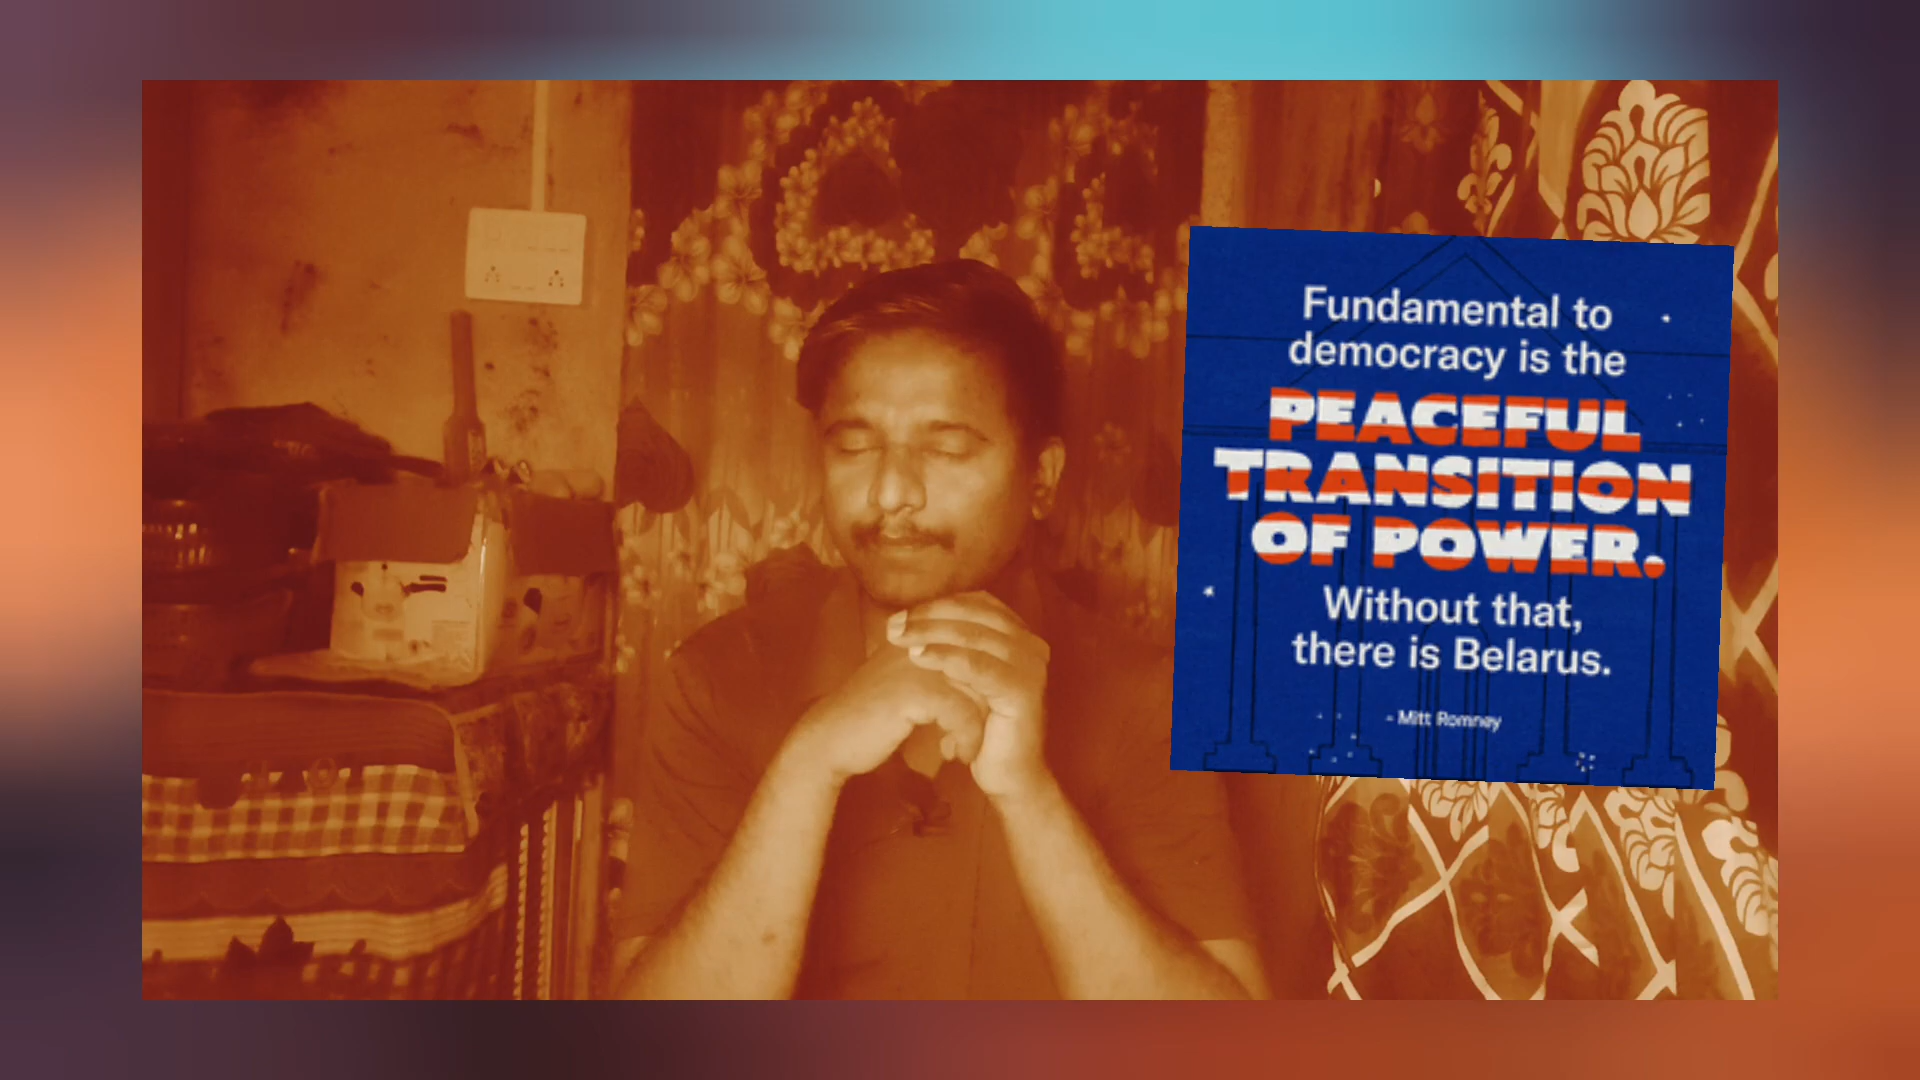 Fundamental to
democracy is the
PEACEFUL
TRANSITION
OF POWER.
Without that,
there is Belarus.
- Mitt Romney